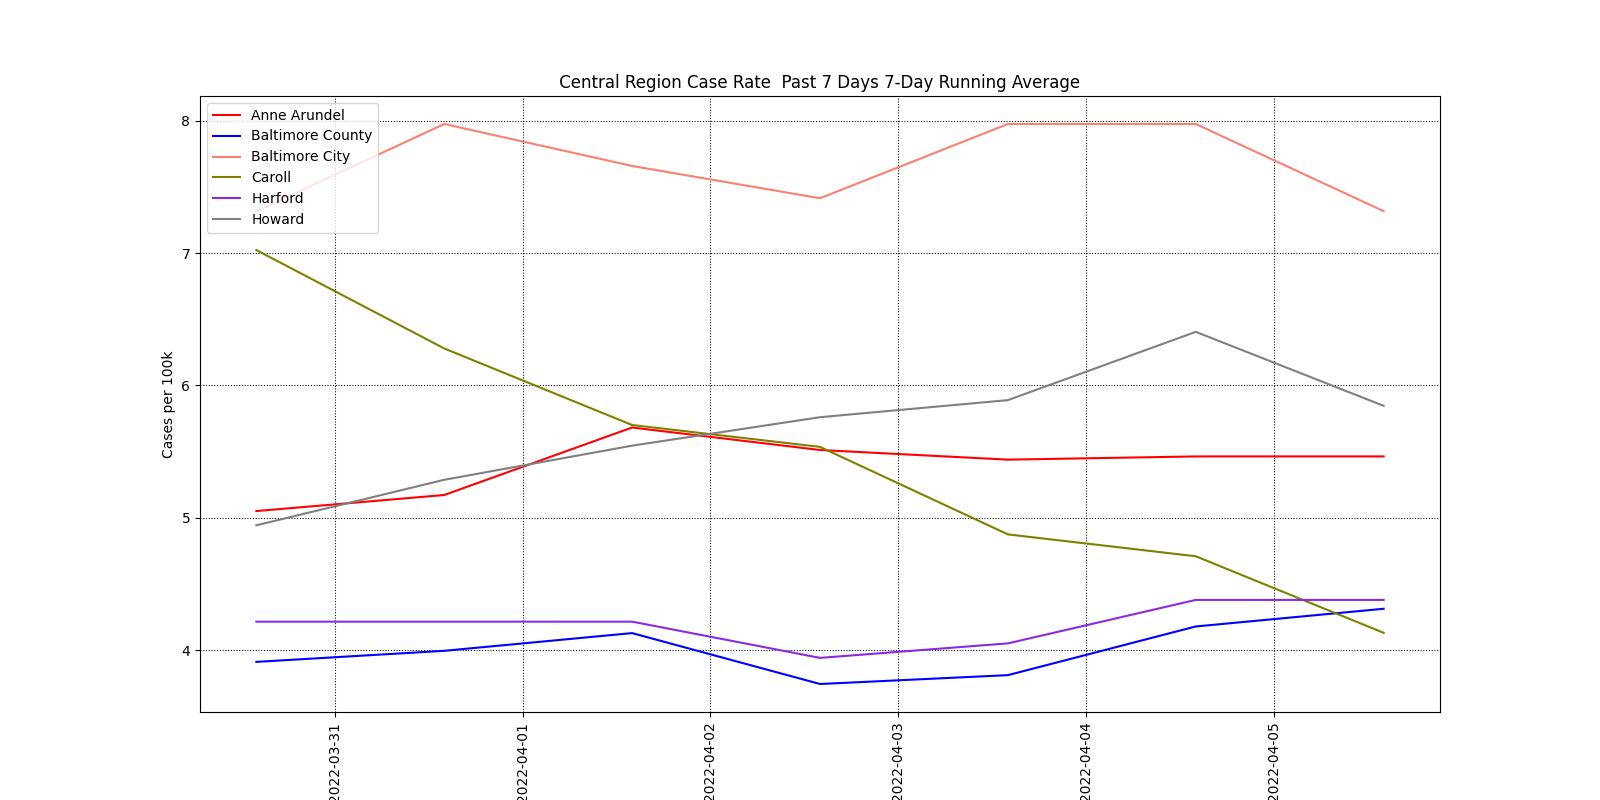 Central Region Case Rate  Past 7 Days 7-Day Running Average
Anne Arundel
Baltimore County
Baltimore City
Caroll
Harford
Howard
8
7
6
5
4
Cases per 100k
2022-03-31
2022-04-01
2022-04-02
2022-04-03
2022-04-04
2022-04-05